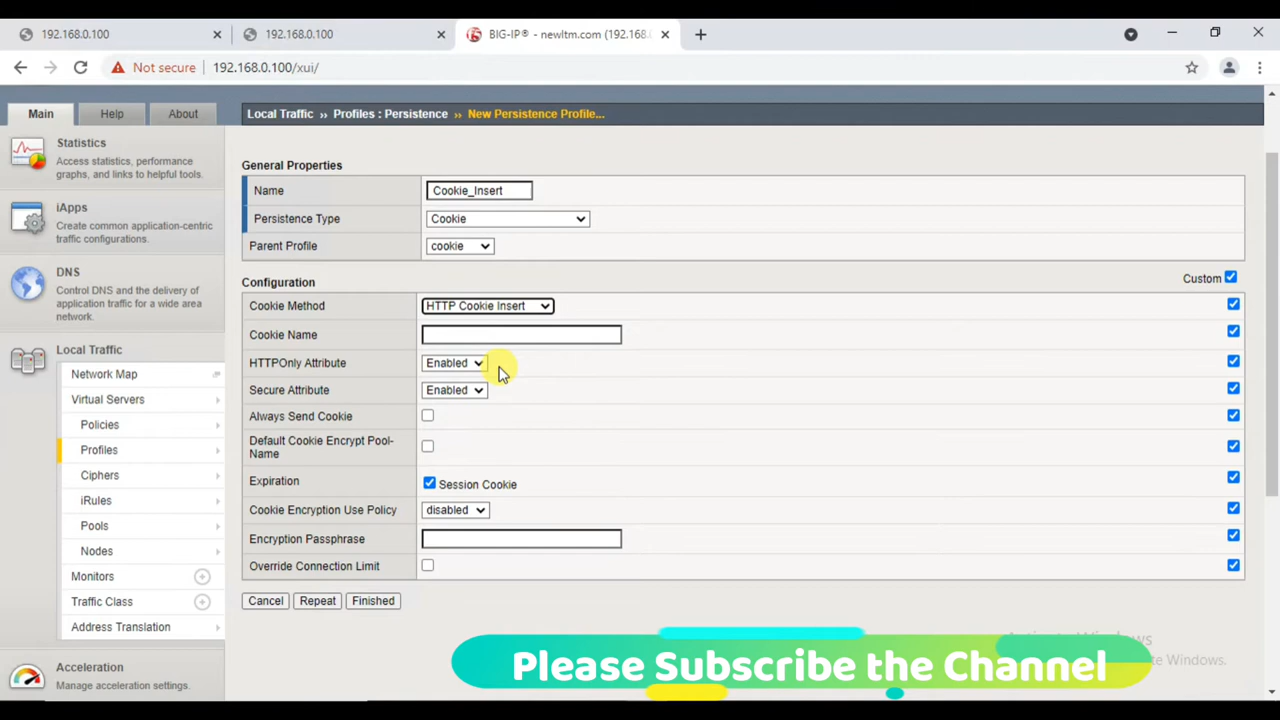 192.168.0.100
192.168.0.100
BIG-IP® - newltm.com (192.168.
Not secure
192.168.0.100/xui/
Main
Help
About
Local Traffic ›› Profiles : Persistence ›› New Persistence Profile...
Statistics
Access statistics, performance
graphs, and links to helpful tools.
iApps
Create common application-centric
traffic configurations.
DNS
Control DNS and the delivery of
application traffic for a wide area
network.
Local Traffic
Network Map
Virtual Servers
Policies
Profiles
Ciphers
iRules
Pools
Nodes
Monitors
Traffic Class
Address Translation
Acceleration
Manage acceleration settings.
General Properties
Name
Cookie_Insert
Persistence Type
Cookie
Parent Profile
cookie
Configuration
Custom
Cookie Method
HTTP Cookie Insert
Cookie Name
HTTPOnly Attribute
Enabled
Secure Attribute
Enabled
Always Send Cookie
Default Cookie Encrypt Pool-
Name
Expiration
Session Cookie
Cookie Encryption Use Policy
disabled
Encryption Passphrase
Override Connection Limit
Cancel
Repeat
Finished
Activate Windows
te Windows.
Please Subscribe the Channel